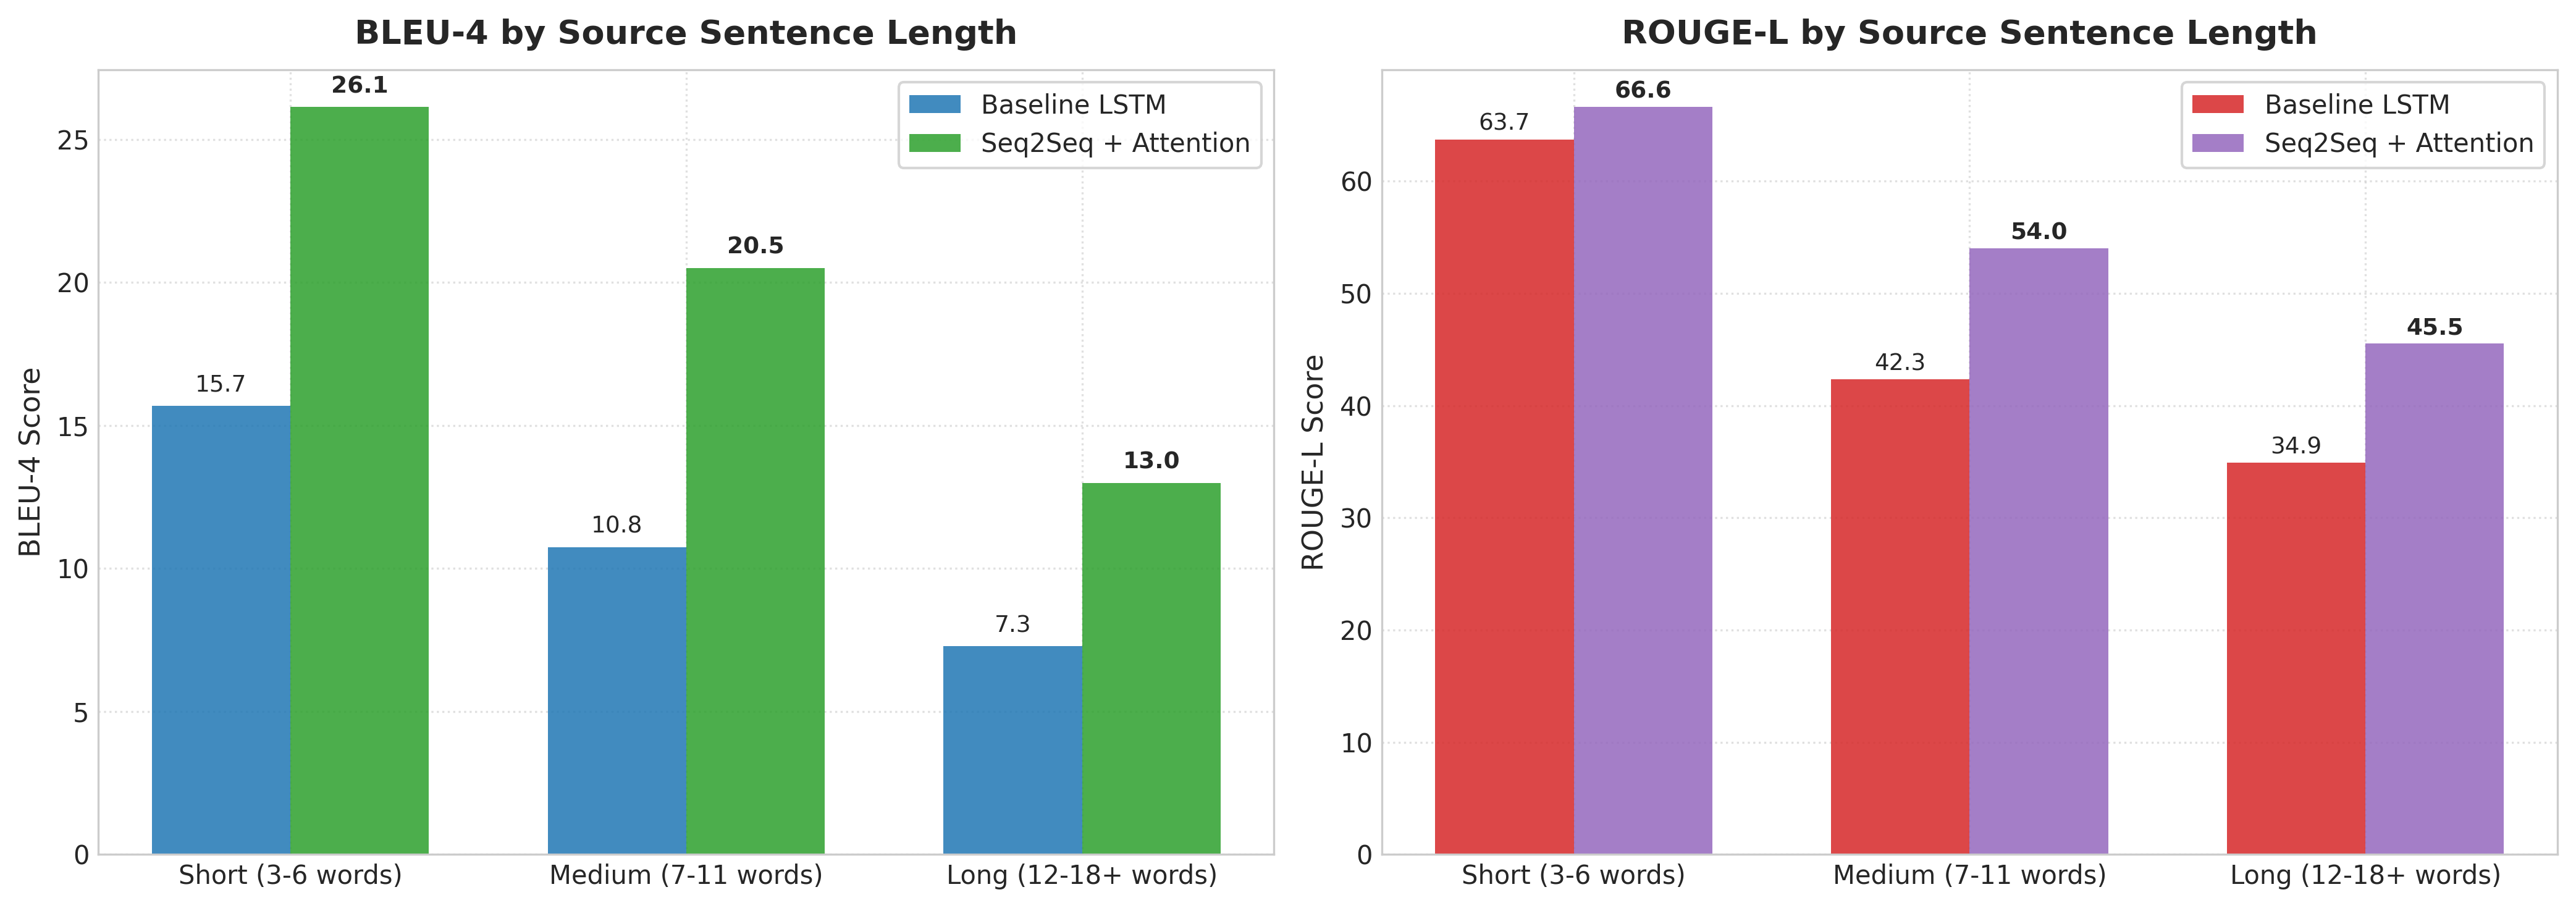 BLEU-4 by Source Sentence Length
BLEU-4 Score
25
20
15
10
5
0
26.1
15.7
20.5
10.8
13.0
7.3
Baseline LSTM
Seq2Seq + Attention
Short (3-6 words)
Medium (7-11 words)
Long (12-18+ words)
ROUGE-L by Source Sentence Length
ROUGE-L Score
60
50
40
30
20
10
0
63.7
66.6
42.3
54.0
34.9
45.5
Baseline LSTM
Seq2Seq + Attention
Short (3-6 words)
Medium (7-11 words)
Long (12-18+ words)